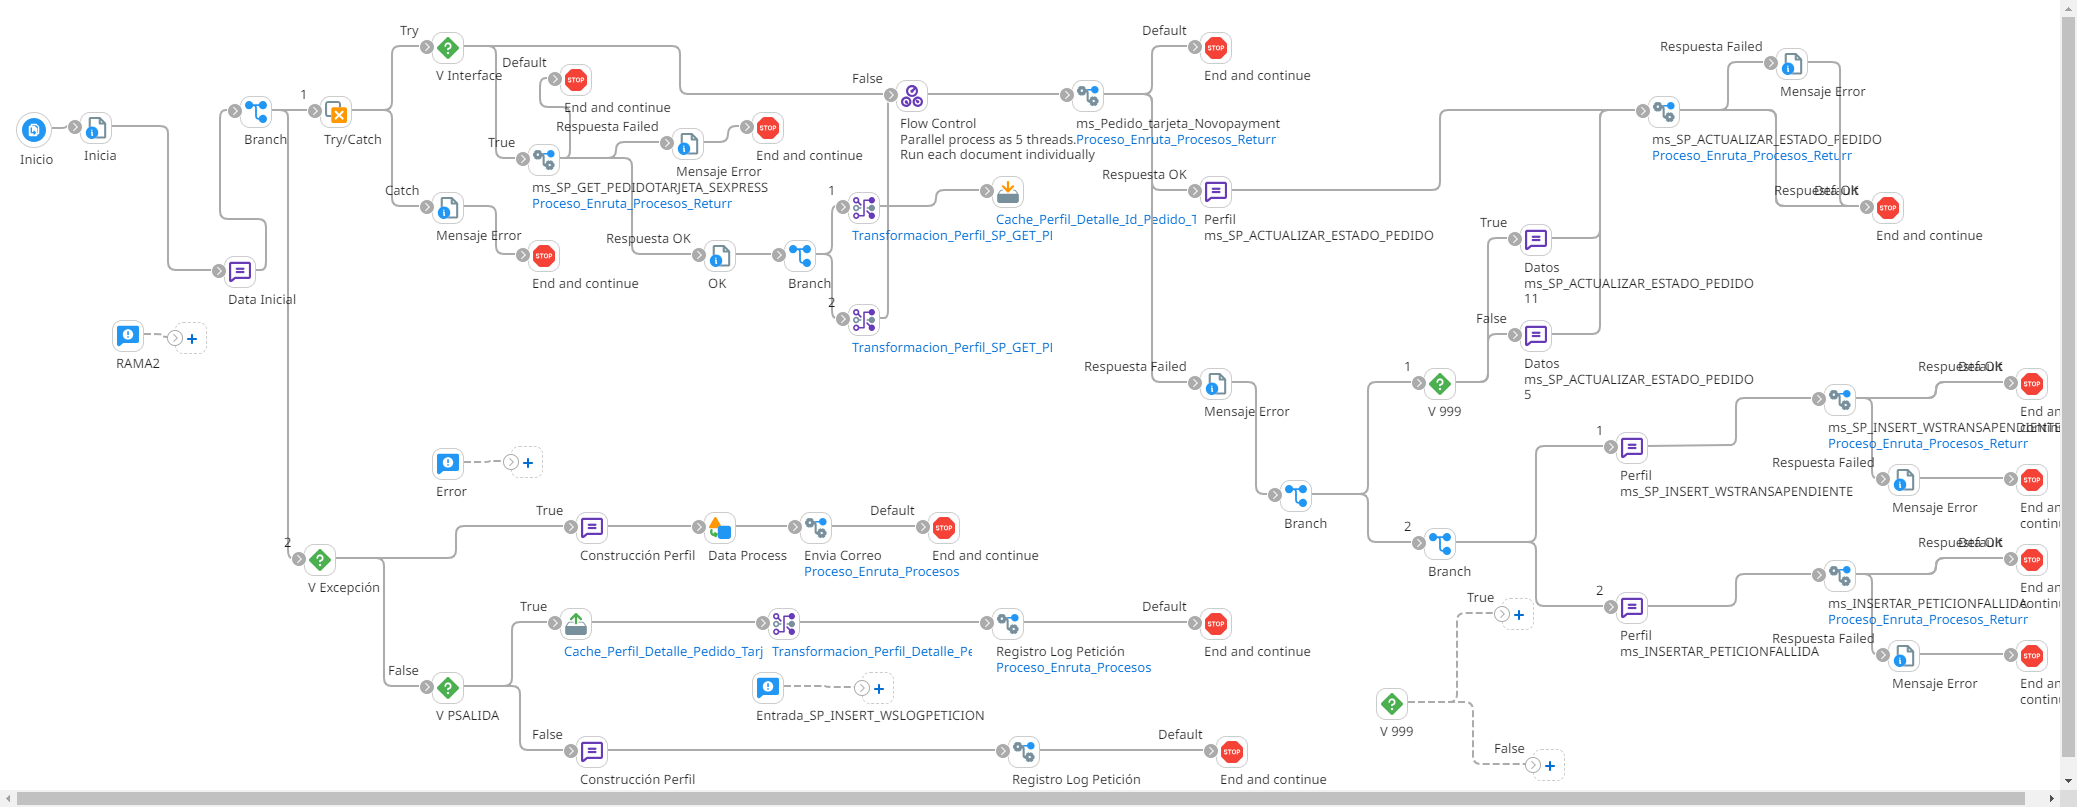 Inicio
Inicia
Data Inicial
RAMA2
Branch
1
Try/Catch
Try
V Interface
Default
STOP
End and continue
True
ms_SP_GET_PEDIDOTARJETA_SEXPRESS
Proceso_Enruta_Procesos_Returr
Respuesta Failed
Mensaje Error
STOP
End and continue
Catch
Mensaje Error
STOP
End and continue
Respuesta OK
OK
Branch
1
Transformacion_Perfil_SP_GET_PI
2
Transformacion_Perfil_SP_GET_PI
Cache_Perfil_Detalle_Id_Pedido_T
False
Flow Control
Parallel process as 5 threads.
Run each document individually
ms_Pedido_tarjeta_Novopayment
Proceso_Enruta_Procesos_Returr
Default
STOP
End and continue
Respuesta OK
Perfil
ms_SP_ACTUALIZAR_ESTADO_PEDIDO
Respuesta Failed
Mensaje Error
Branch
1
V 999
True
Datos
ms_SP_ACTUALIZAR_ESTADO_PEDIDO
11
False
Datos
ms_SP_ACTUALIZAR_ESTADO_PEDIDO
5
ms_SP_ACTUALIZAR_ESTADO_PEDIDO
Proceso_Enruta_Procesos_Returr
Respuesta Failed
Mensaje Error
Respuesta OK
Default
STOP
End and continue
2
Branch
1
Perfil
ms_SP_INSERT_WSTRANSAPENDIENTE
ms_SP_INSERT_WSTRANSAPENDIENTE
Proceso_Enruta_Procesos_Returr
Respuesta OK
Default
STOP
End an
contin
Respuesta Failed
Mensaje Error
STOP
End an
contin
2
Perfil
ms_INSERTAR_PETICIONFALLIDA
ms_INSERTAR_PETICIONFALLIDA
Proceso_Enruta_Procesos_Returr
Respuesta OK
Default
STOP
End an
contin
Respuesta Failed
Mensaje Error
STOP
End an
contin
Error
2
V Excepción
True
Construcción Perfil
Data Process
Envia Correo
Proceso_Enruta_Procesos
Default
STOP
End and continue
False
V PSALIDA
True
Cache_Perfil_Detalle_Pedido_Tarj
Transformacion_Perfil_Detalle_Pe
Registro Log Petición
Proceso_Enruta_Procesos
Default
STOP
End and continue
Entrada_SP_INSERT_WSLOGPETICION
False
Construcción Perfil
Registro Log Petición
Default
STOP
End and continue
V 999
True
False